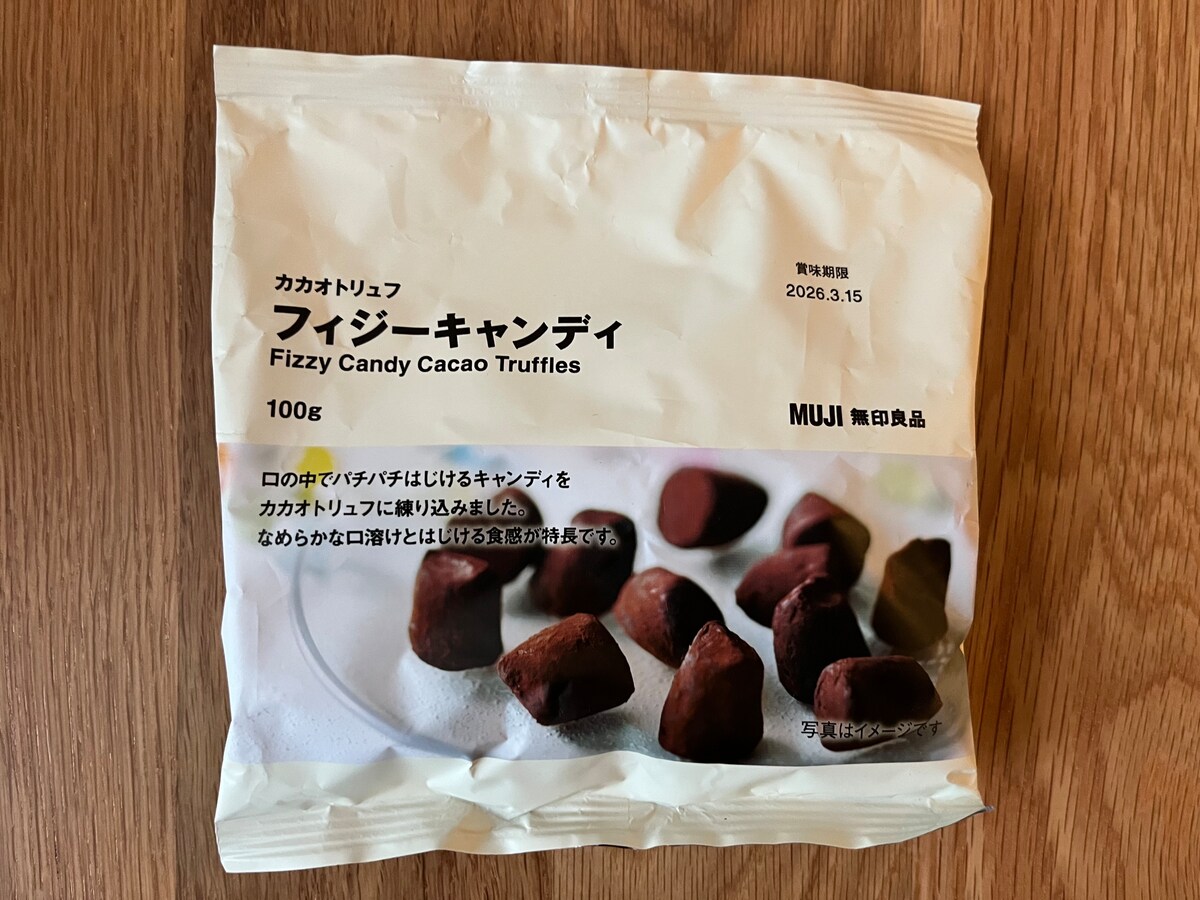 カカオトリュフ
フィジーキャンディ
Fizzy Candy Cacao Truffles
100g
賞味期限
2026.3.15
MUJI 無印良品
口の中でパチパチはじけるキャンディを
カカオトリュフに練り込みました。
なめらかな口溶けとはじける食感が特長です。
写真はイメージです